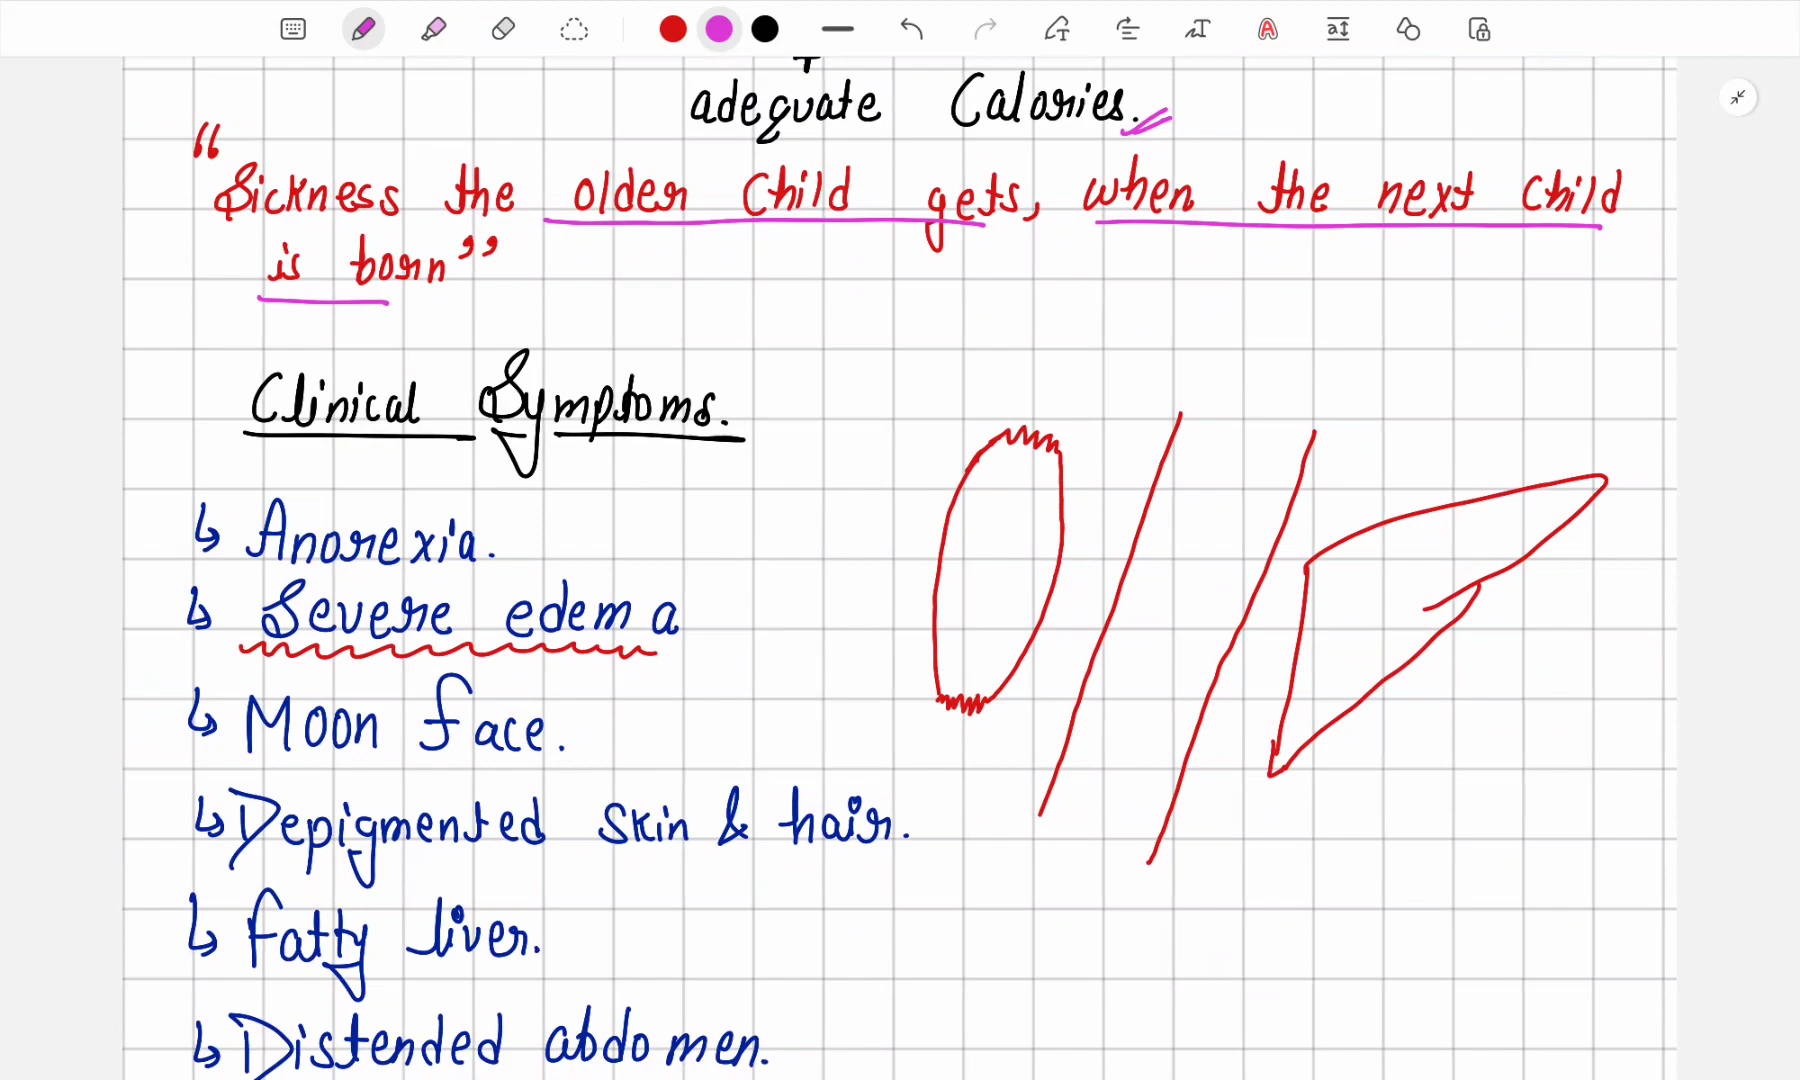 adequate Calories.
"Sickness the older Child gets, when the next Child
is born"
Clinical Symptoms.
↳ Anorexia.
↳ Severe edema
↳ Moon face.
↳ Depigmented skin & hair.
↳ Fatty liver.
↳ Distended abdomen.